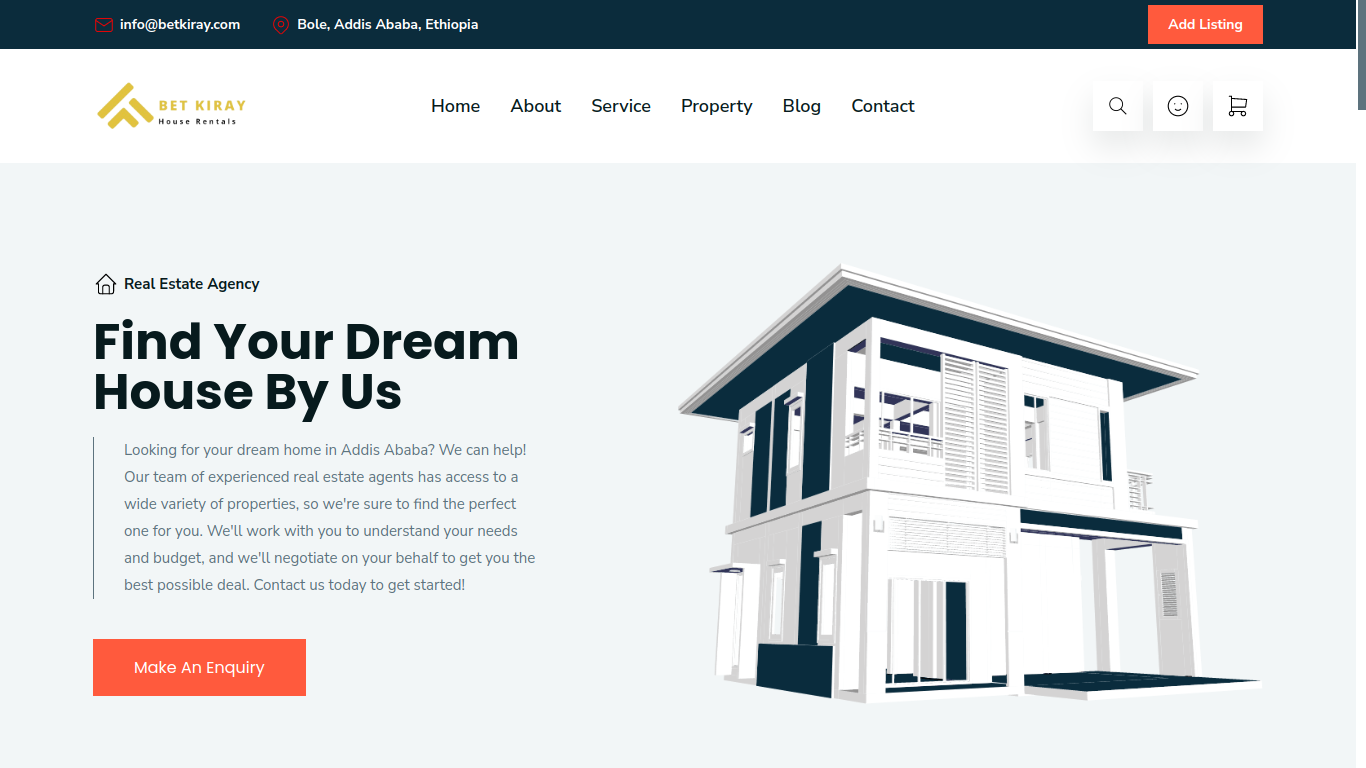 info@betkiray.com
Bole, Addis Ababa, Ethiopia
Add Listing
BET KIRAY
House Rentals
Home
About
Service
Property
Blog
Contact
Real Estate Agency
Find Your Dream
House By Us
Looking for your dream home in Addis Ababa? We can help!
Our team of experienced real estate agents has access to a
wide variety of properties, so we're sure to find the perfect
one for you. We'll work with you to understand your needs
and budget, and we'll negotiate on your behalf to get you the
best possible deal. Contact us today to get started!
Make An Enquiry